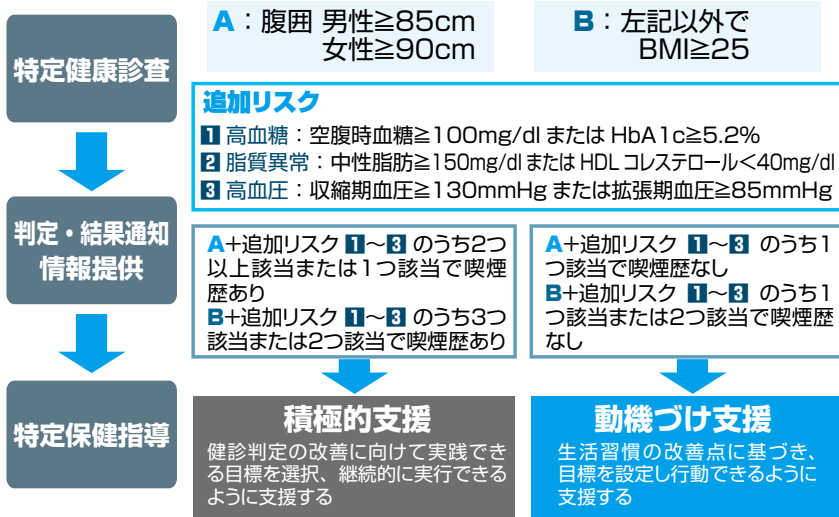 特定健康診査
A：腹囲 男性≧85cm
女性≧90cm
B：左記以外で
BMI≧25
追加リスク
1 高血糖：空腹時血糖≧100mg/dl または HbA1c≧5.2%
2 脂質異常：中性脂肪≧150mg/dl または HDL コレステロール＜40mg/dl
3 高血圧：収縮期血圧≧130mmHg または拡張期血圧≧85mmHg
判定・結果通知
情報提供
A+追加リスク 1～3 のうち2つ
以上該当または1つ該当で喫煙
歴あり
B+追加リスク 1～3 のうち3つ
該当または2つ該当で喫煙歴あり
A+追加リスク 1～3 のうち1
つ該当で喫煙歴なし
B+追加リスク 1～3 のうち1
つ該当または2つ該当で喫煙歴
なし
特定保健指導
積極的支援
健診判定の改善に向けて実践でき
る目標を選択、継続的に実行できる
ように支援する
動機づけ支援
生活習慣の改善点に基づき、
目標を設定し行動できるように
支援する